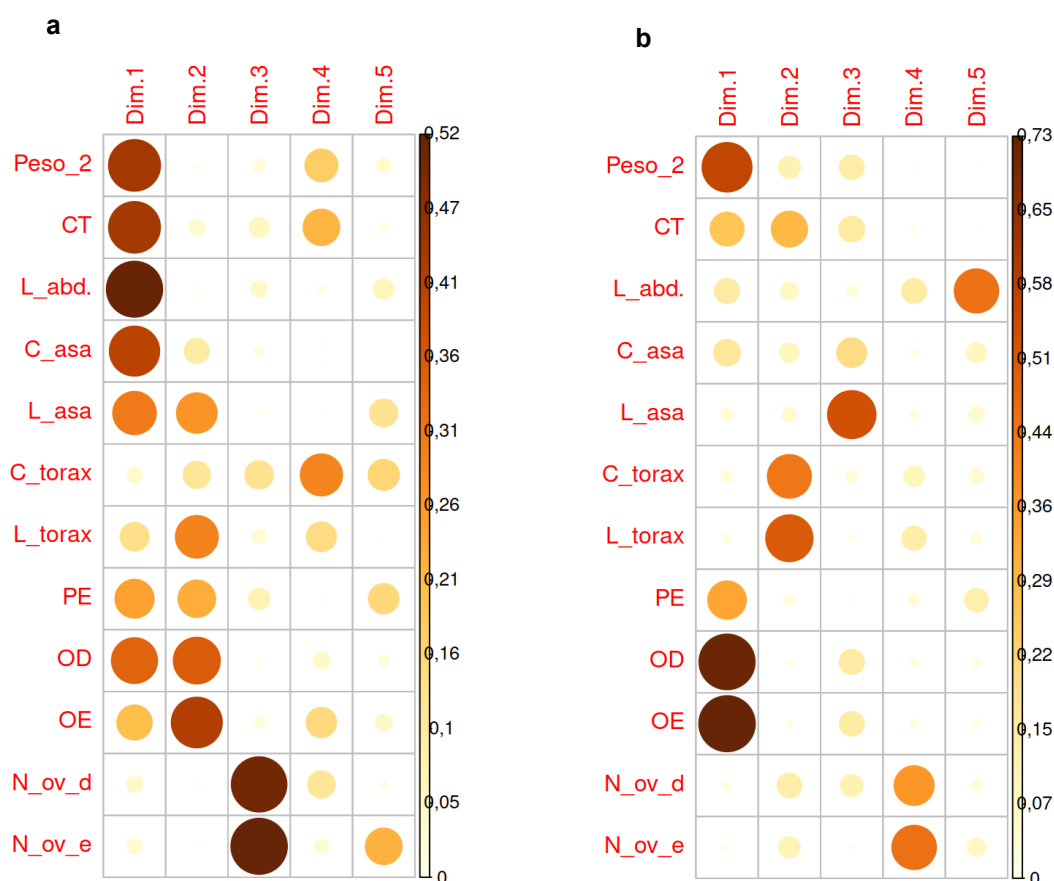 a
Dim.1 Dim.2 Dim.3 Dim.4 Dim.5
Peso_2
CT
L_abd.
C_asa
L_asa
C_torax
L_torax
PE
OD
OE
N_ov_d
N_ov_e
0,52
0,47
0,41
0,36
0,31
0,26
0,21
0,16
0,1
0,05
0
b
Dim.1 Dim.2 Dim.3 Dim.4 Dim.5
Peso_2
CT
L_abd.
C_asa
L_asa
C_torax
L_torax
PE
OD
OE
N_ov_d
N_ov_e
0,73
0,65
0,58
0,51
0,44
0,36
0,29
0,22
0,15
0,07
0